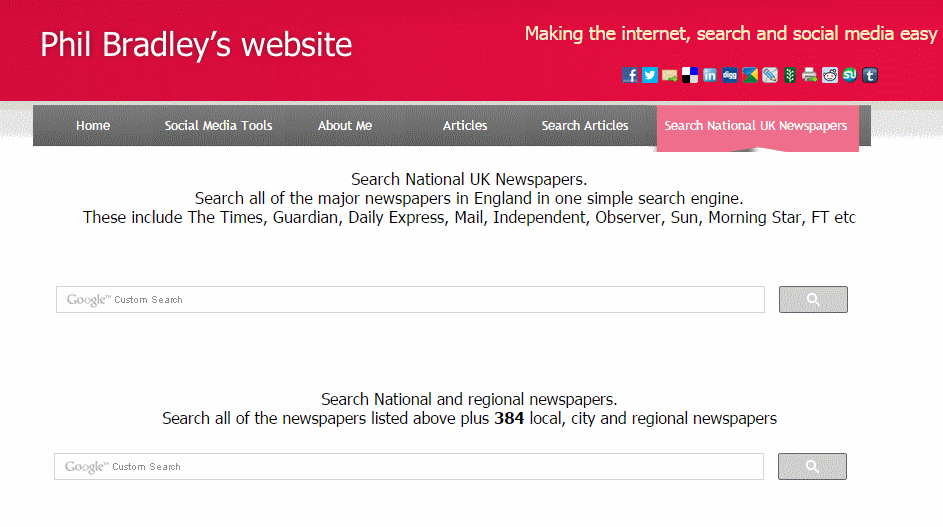 Phil Bradley's website
Making the internet, search and social media easy
Home Social Media Tools About Me Articles Search Articles Search National UK Newspapers
Search National UK Newspapers.
Search all of the major newspapers in England in one simple search engine.
These include The Times, Guardian, Daily Express, Mail, Independent, Observer, Sun, Morning Star, FT etc
Google™ Custom Search
Search National and regional newspapers.
Search all of the newspapers listed above plus 384 local, city and regional newspapers
Google™ Custom Search